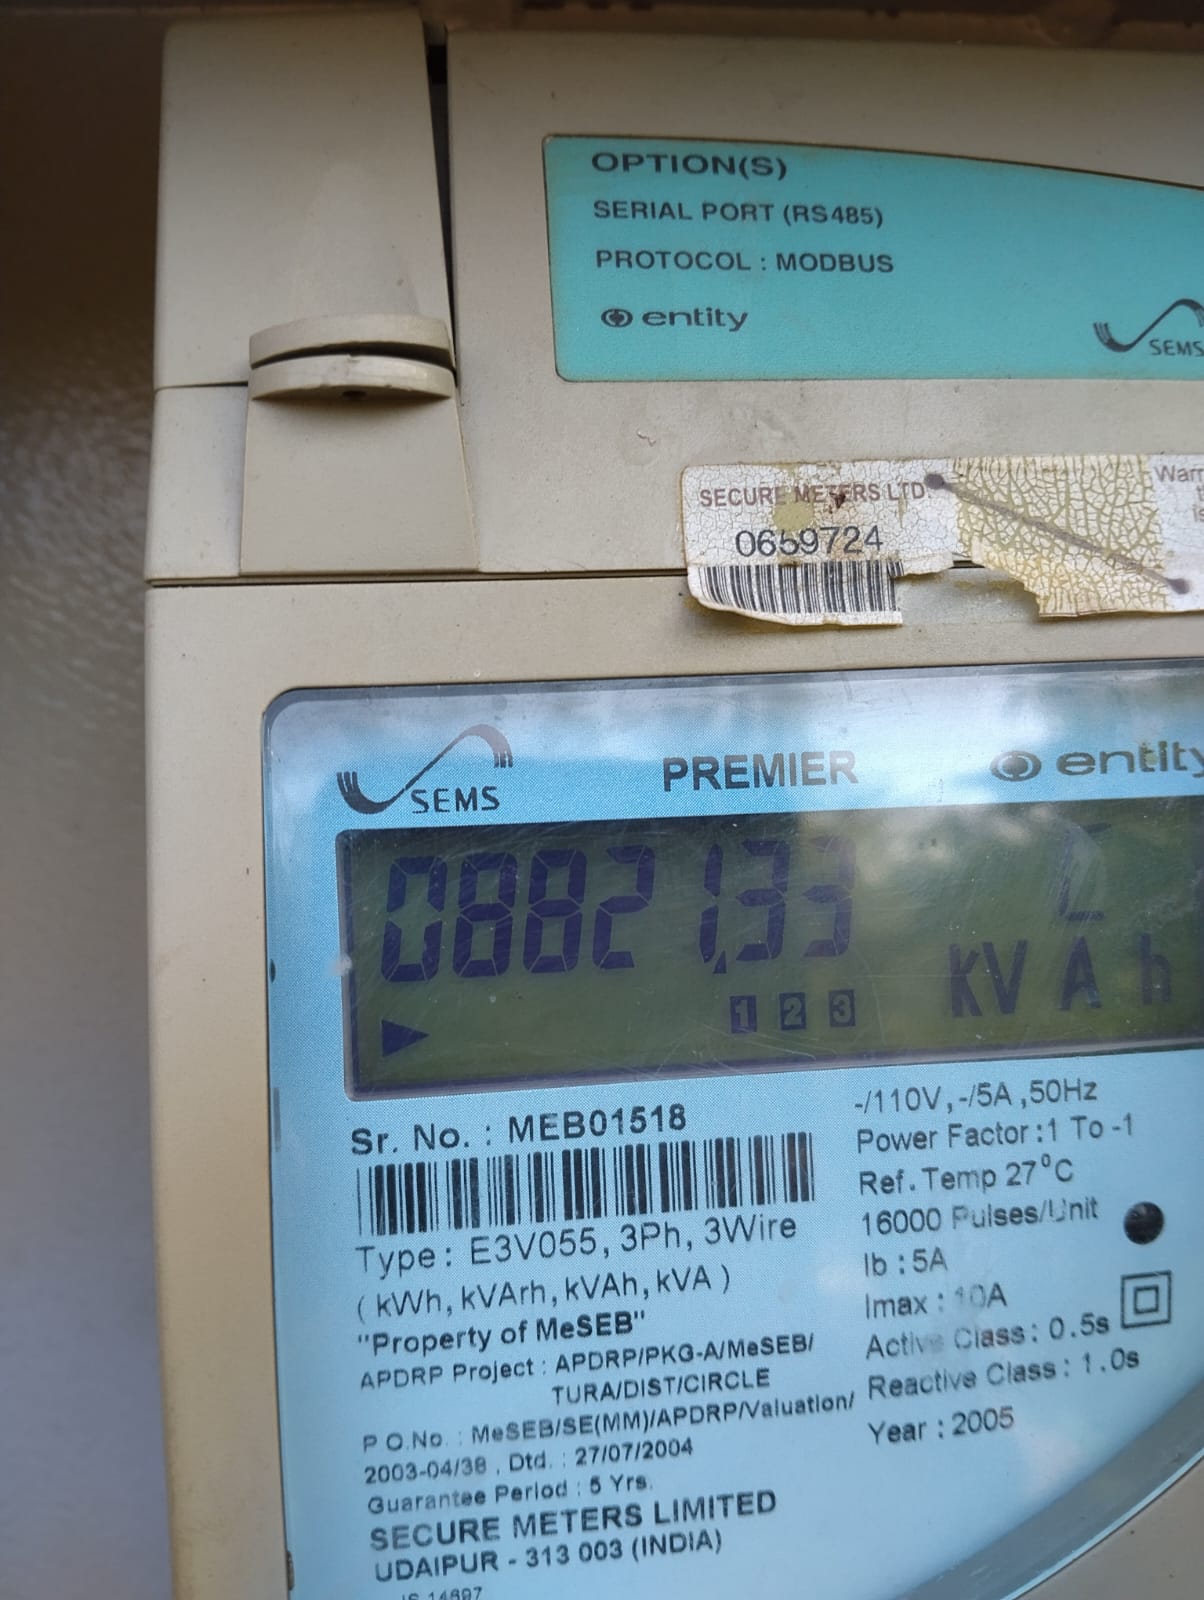 OPTION(S)
SERIAL PORT (RS485)
PROTOCOL : MODBUS
entity
SEMS
SECURE METERS LTD.
0659724
SEMS
PREMIER
entity
08821.33
KVAh
1 2 3
Sr. No. : MEB01518
Type : E3V055, 3Ph, 3Wire
( kWh, kVArh, kVAh, kVA )
"Property of MeSEB"
APDRP Project : APDRP/PKG-A/MeSEB/
TURA/DIST/CIRCLE
P O.No. : MeSEB/SE(MM)/APDRP/Valuation/
2003-04/38 , Dtd. : 27/07/2004
Guarantee Period : 5 Yrs.
SECURE METERS LIMITED
UDAIPUR - 313 003 (INDIA)
-/110V,-/5A ,50Hz
Power Factor :1 To -1
Ref. Temp 27°C
16000 Pulses/Unit
Ib : 5A
Imax : 10A
Active Class : 0.5s
Reactive Class : 1.0s
Year : 2005